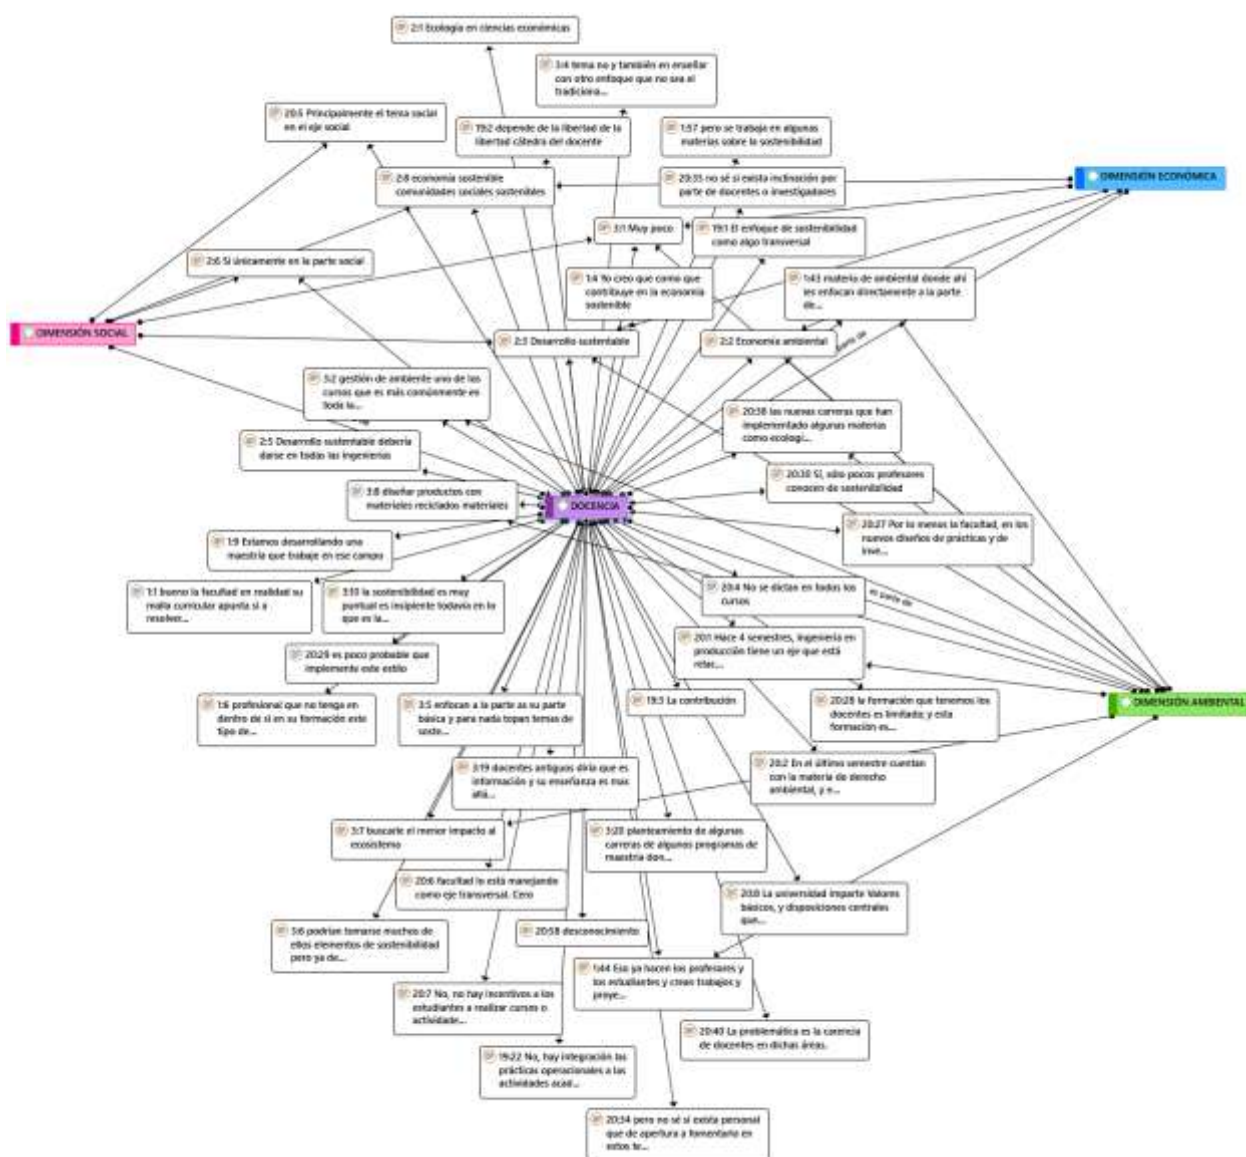 2:1 Ecología en ciencias económicas
3:4 tema no y también en enseñar
con otro enfoque que no sea el
tradiciona...
20:5 Principalmente el tema social
en el eje social
19:2 depende de la libertad de la
libertad cátedra del docente
1:57 pero se trabaja en algunas
materias sobre la sostenibilidad
2:8 economía sostenible
comunidades sociales sostenibles
20:35 no sé si exista inclinación por
parte de docentes o investigadores
DIMENSIÓN ECONÓMICA
3:1 Muy poco
19:1 El enfoque de sostenibilidad
como algo transversal
2:6 Si únicamente en la parte social
1:4 Yo creo que como que
contribuye en la economía
sostenible
1:43 materia de ambiental donde ahí
les enfocan directamente a la parte
de...
DIMENSIÓN SOCIAL
2:3 Desarrollo sustentable
2:2 Economía ambiental
parte de
3:2 gestión de ambiente uno de los
cursos que es más comúnmente en
toda la...
20:38 las nuevas carreras que han
implementado algunas materias
como ecologí...
2:5 Desarrollo sustentable debería
darse en todas las ingenierías
20:30 Sí, sólo pocos profesores
conocen de sostenibilidad
3:8 diseñar productos con
materiales reciclados materiales
DOCENCIA
20:27 Por lo menos la facultad, en los
nuevos diseños de prácticas y de
inve...
1:9 Estamos desarrollando una
maestría que trabaje en ese campo
1:1 bueno la facultad en realidad su
malla curricular apunta si a
resolver...
3:10 la sostenibilidad es muy
puntual es insipiente todavía en lo
que es la...
20:4 No se dictan en todos los
cursos
es parte de
20:1 Hace 4 semestres, ingeniería en
producción tiene un eje que está
relac...
20:29 es poco probable que
implemente este estilo
1:6 profesional que no tenga en
dentro de si en su formación este
tipo de...
3:5 enfocan a la parte as su parte
básica y para nada topan temas de
soste...
19:3 La contribución
20:28 la formación que tenemos los
docentes es limitada; y esta
formación es...
DIMENSIÓN AMBIENTAL
3:19 docentes antiguos diría que es
información y su enseñanza es más
allá...
20:2 En el último semestre cuentan
con la materia de derecho
ambiental, y e...
3:7 buscarle el menor impacto al
ecosistema
3:20 planteamiento de algunas
carreras de algunos programas de
maestría don...
20:6 facultad lo está manejando
como eje transversal. Cero
20:8 La universidad imparte Valores
básicos, y disposiciones centrales
que...
3:6 podrían tomarse muchos de
ellos elementos de sostenibilidad
pero ya de...
20:58 desconocimiento
1:44 Eso ya hacen los profesores y
los estudiantes y crean trabajos y
proye...
20:7 No, no hay incentivos a los
estudiantes a realizar cursos o
actividade...
20:40 La problemática es la carencia
de docentes en dichas áreas.
19:22 No, hay integración las
prácticas operacionales a las
actividades acad...
20:34 pero no sé si exista personal
que de apertura a fomentarlo en
estos te...